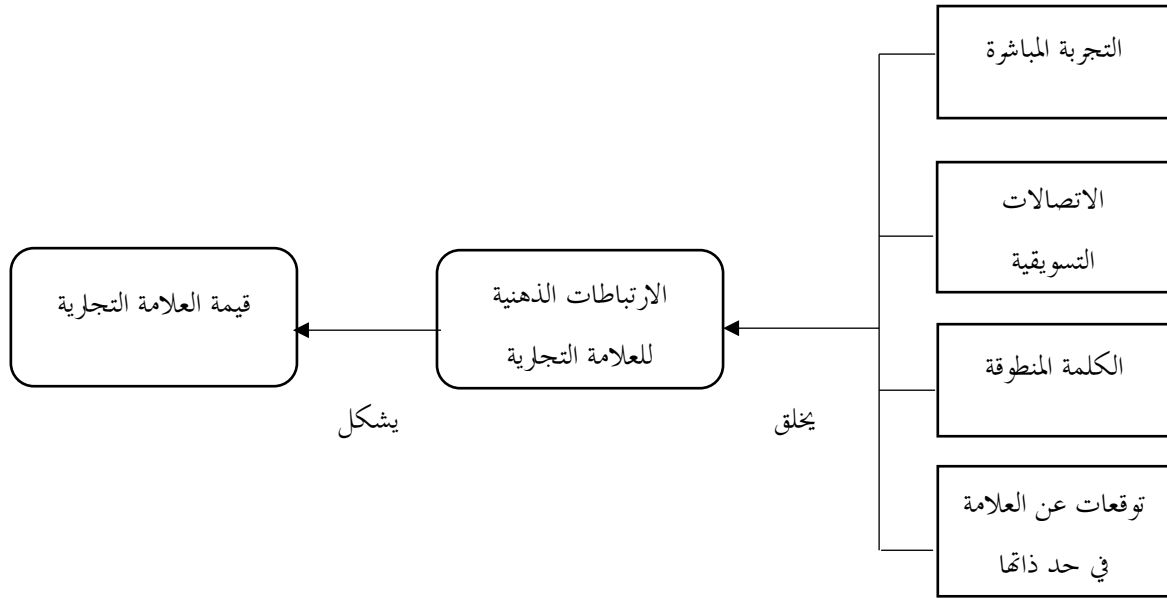 التجربة المباشرة
الاتصالات
التسويقية
الكلمة المنطوقة
توقعات عن العلامة
في حد ذاتها
يخلق
الارتباطات الذهنية
للعلامة التجارية
يشكل
قيمة العلامة التجارية